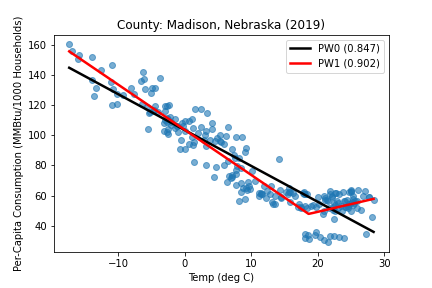 County: Madison, Nebraska (2019)
PW0 (0.847)
PW1 (0.902)
Per-Capita Consumption (MMBtu/1000 Households)
160
140
120
100
80
60
40
−10 0 10 20 30
Temp (deg C)